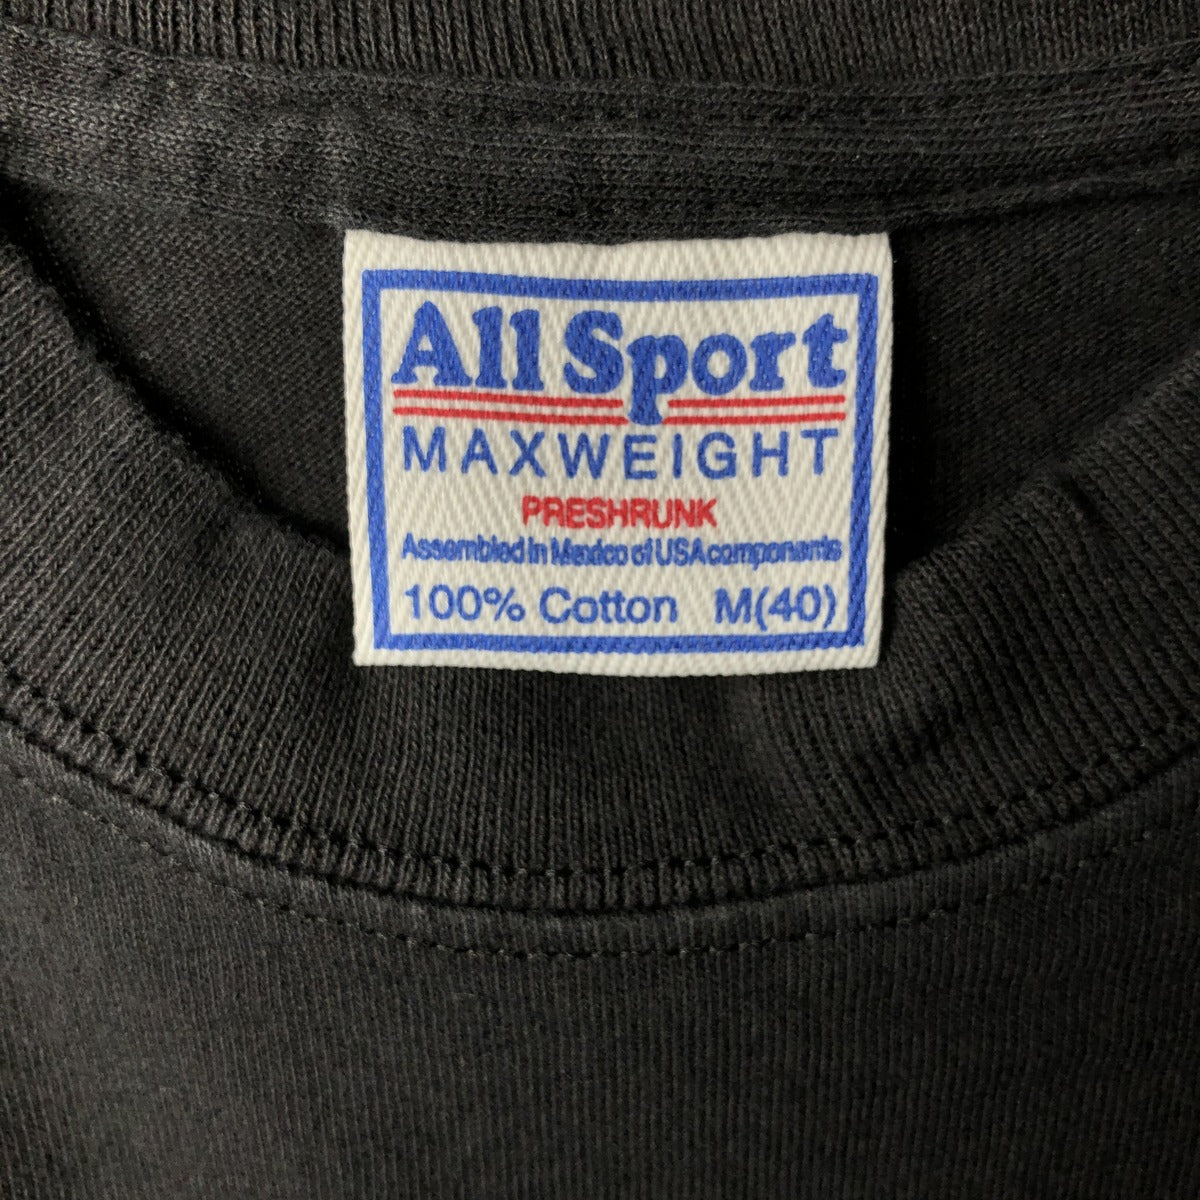 All Sport
MAXWEIGHT
PRESHRUNK
Assembled in Mexico of USA components
100% Cotton M(40)